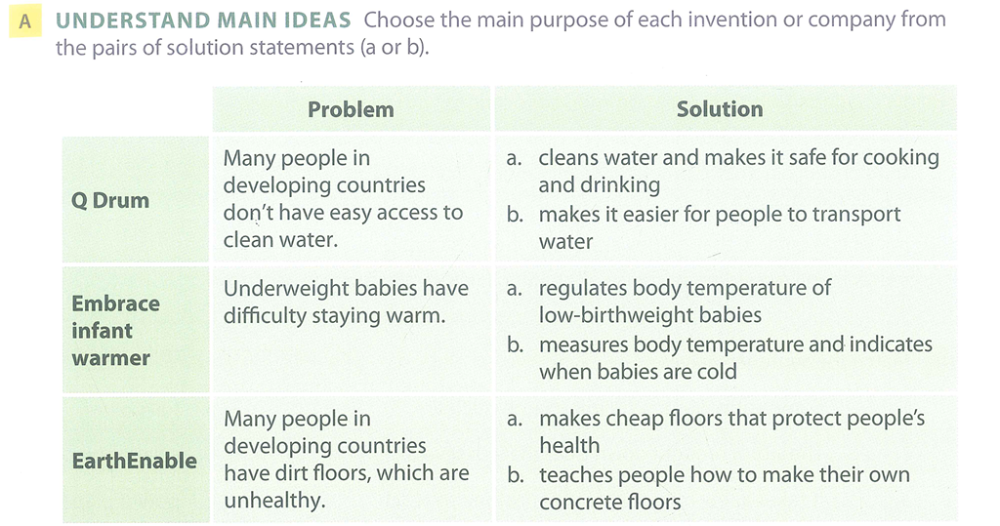 A UNDERSTAND MAIN IDEAS Choose the main purpose of each invention or company from
the pairs of solution statements (a or b).
Problem
Solution
Q Drum
Many people in
developing countries
don't have easy access to
clean water.
a. cleans water and makes it safe for cooking
and drinking
b. makes it easier for people to transport
water
Embrace
infant
warmer
Underweight babies have
difficulty staying warm.
a. regulates body temperature of
low-birthweight babies
b. measures body temperature and indicates
when babies are cold
EarthEnable
Many people in
developing countries
have dirt floors, which are
unhealthy.
a. makes cheap floors that protect people's
health
b. teaches people how to make their own
concrete floors